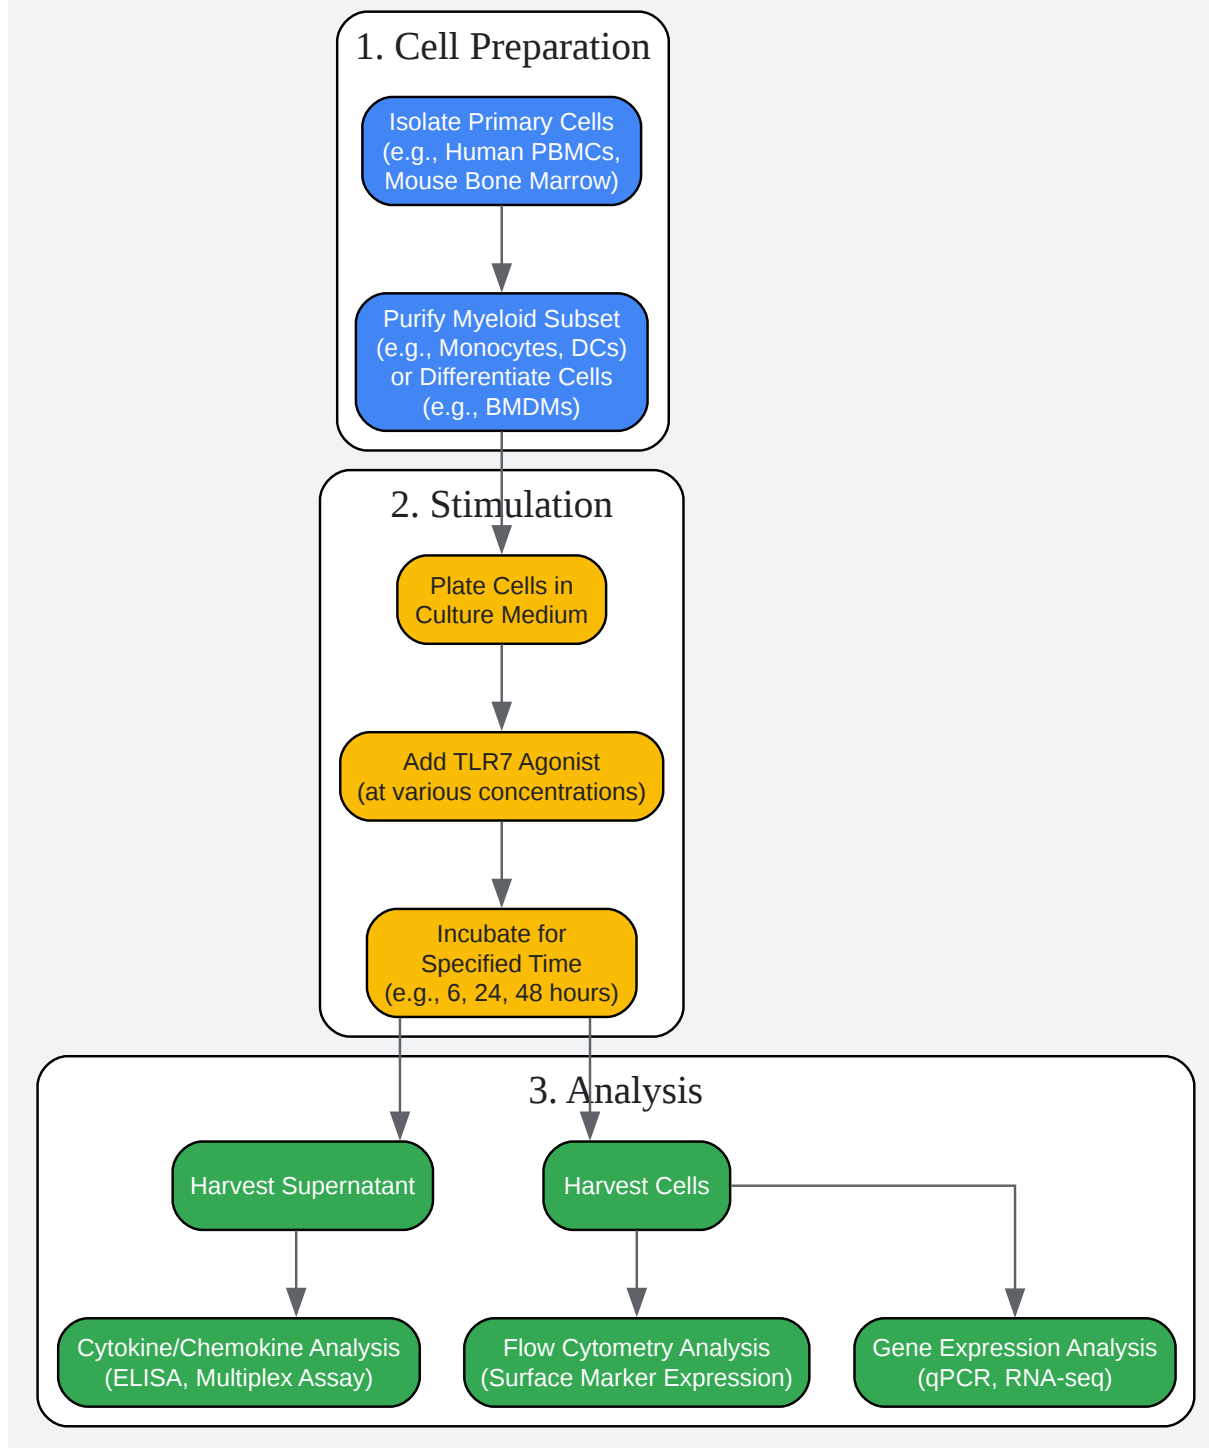 1. Cell Preparation
Isolate Primary Cells
(e.g., Human PBMCs,
Mouse Bone Marrow)
Purify Myeloid Subset
(e.g., Monocytes, DCs)
or Differentiate Cells
(e.g., BMDMs)
2. Stimulation
Plate Cells in
Culture Medium
Add TLR7 Agonist
(at various concentrations)
Incubate for
Specified Time
(e.g., 6, 24, 48 hours)
3. Analysis
Harvest Supernatant
Harvest Cells
Cytokine/Chemokine Analysis
(ELISA, Multiplex Assay)
Flow Cytometry Analysis
(Surface Marker Expression)
Gene Expression Analysis
(qPCR, RNA-seq)